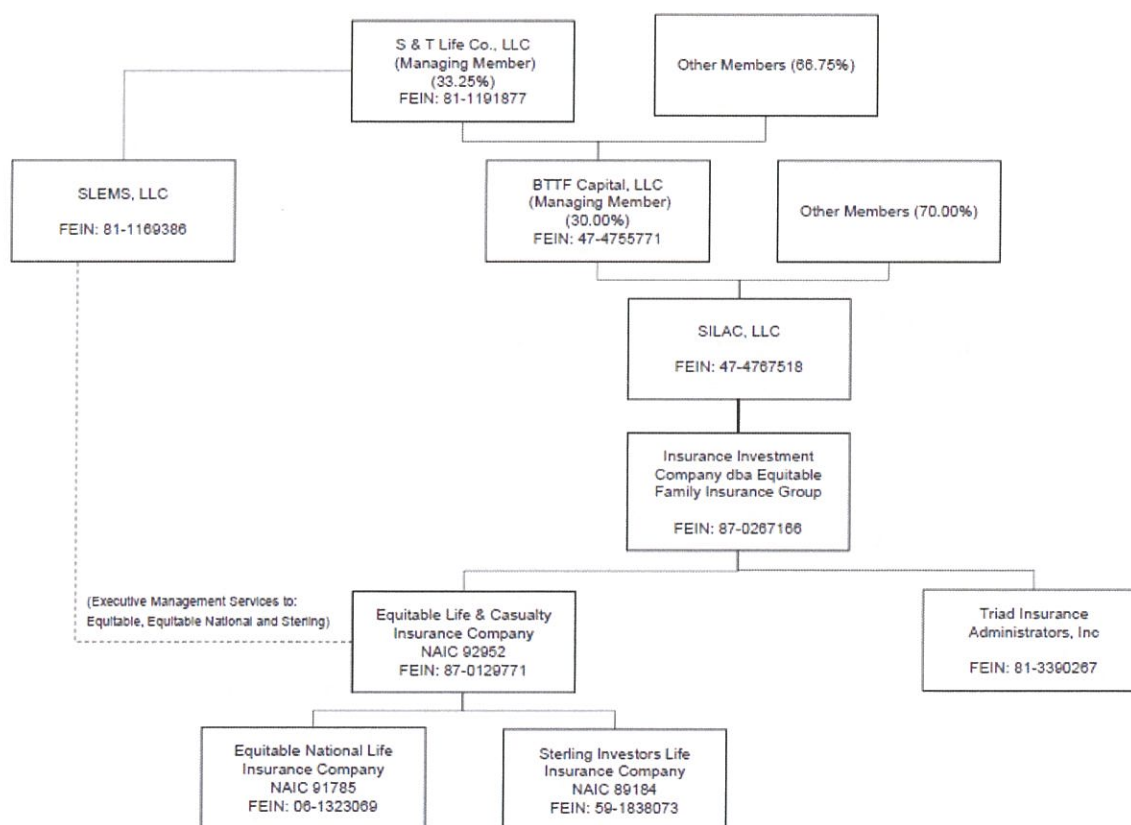 S & T Life Co., LLC
(Managing Member)
(33.25%)
FEIN: 81-1191877
Other Members (66.75%)
SLEMS, LLC
FEIN: 81-1169386
BTTF Capital, LLC
(Managing Member)
(30.00%)
FEIN: 47-4755771
Other Members (70.00%)
SILAC, LLC
FEIN: 47-4767518
Insurance Investment
Company dba Equitable
Family Insurance Group
FEIN: 87-0267166
(Executive Management Services to:
Equitable, Equitable National and Sterling)
Equitable Life & Casualty
Insurance Company
NAIC 92952
FEIN: 87-0129771
Triad Insurance
Administrators, Inc
FEIN: 81-3390267
Equitable National Life
Insurance Company
NAIC 91785
FEIN: 06-1323069
Sterling Investors Life
Insurance Company
NAIC 89184
FEIN: 59-1838073